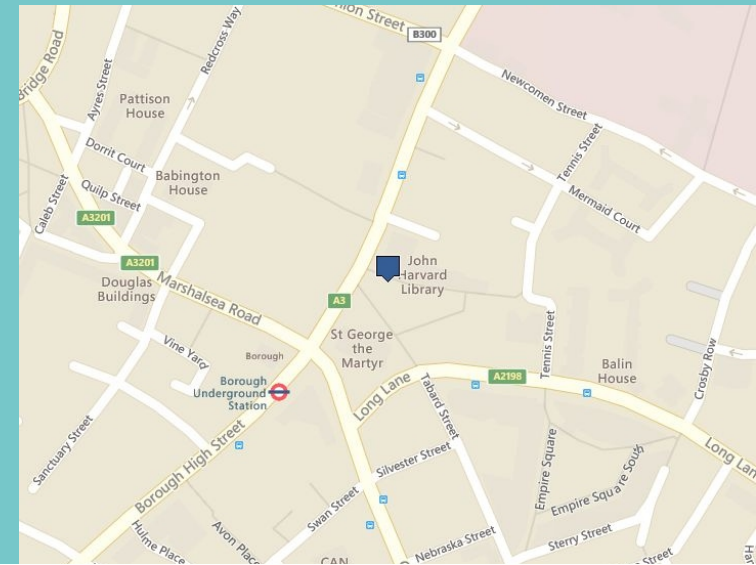 Union Street
B300
Bridge Road
Ayres Street
Redcross Way
Newcomen Street
Pattison
House
Tennis Street
Dorrit Court
Babington
House
Mermaid Court
Caleb Street
Quilp Street
A3201
A3201
Douglas
Buildings
John
Harvard
Library
Marshalsea Road
A3
St George
the
Martyr
Tennis Street
Vine Yard
Borough
Borough
Underground
Station
Long Lane
A2198
Balin
House
Crosby Row
Tabard Street
Sanctuary Street
Borough High Street
Silvester Street
Empire Square
Long Lane
Swan Street
Empire Square South
Hulme Place
Avon Place
Nebraska Street
Sterry Street
Street
CAN